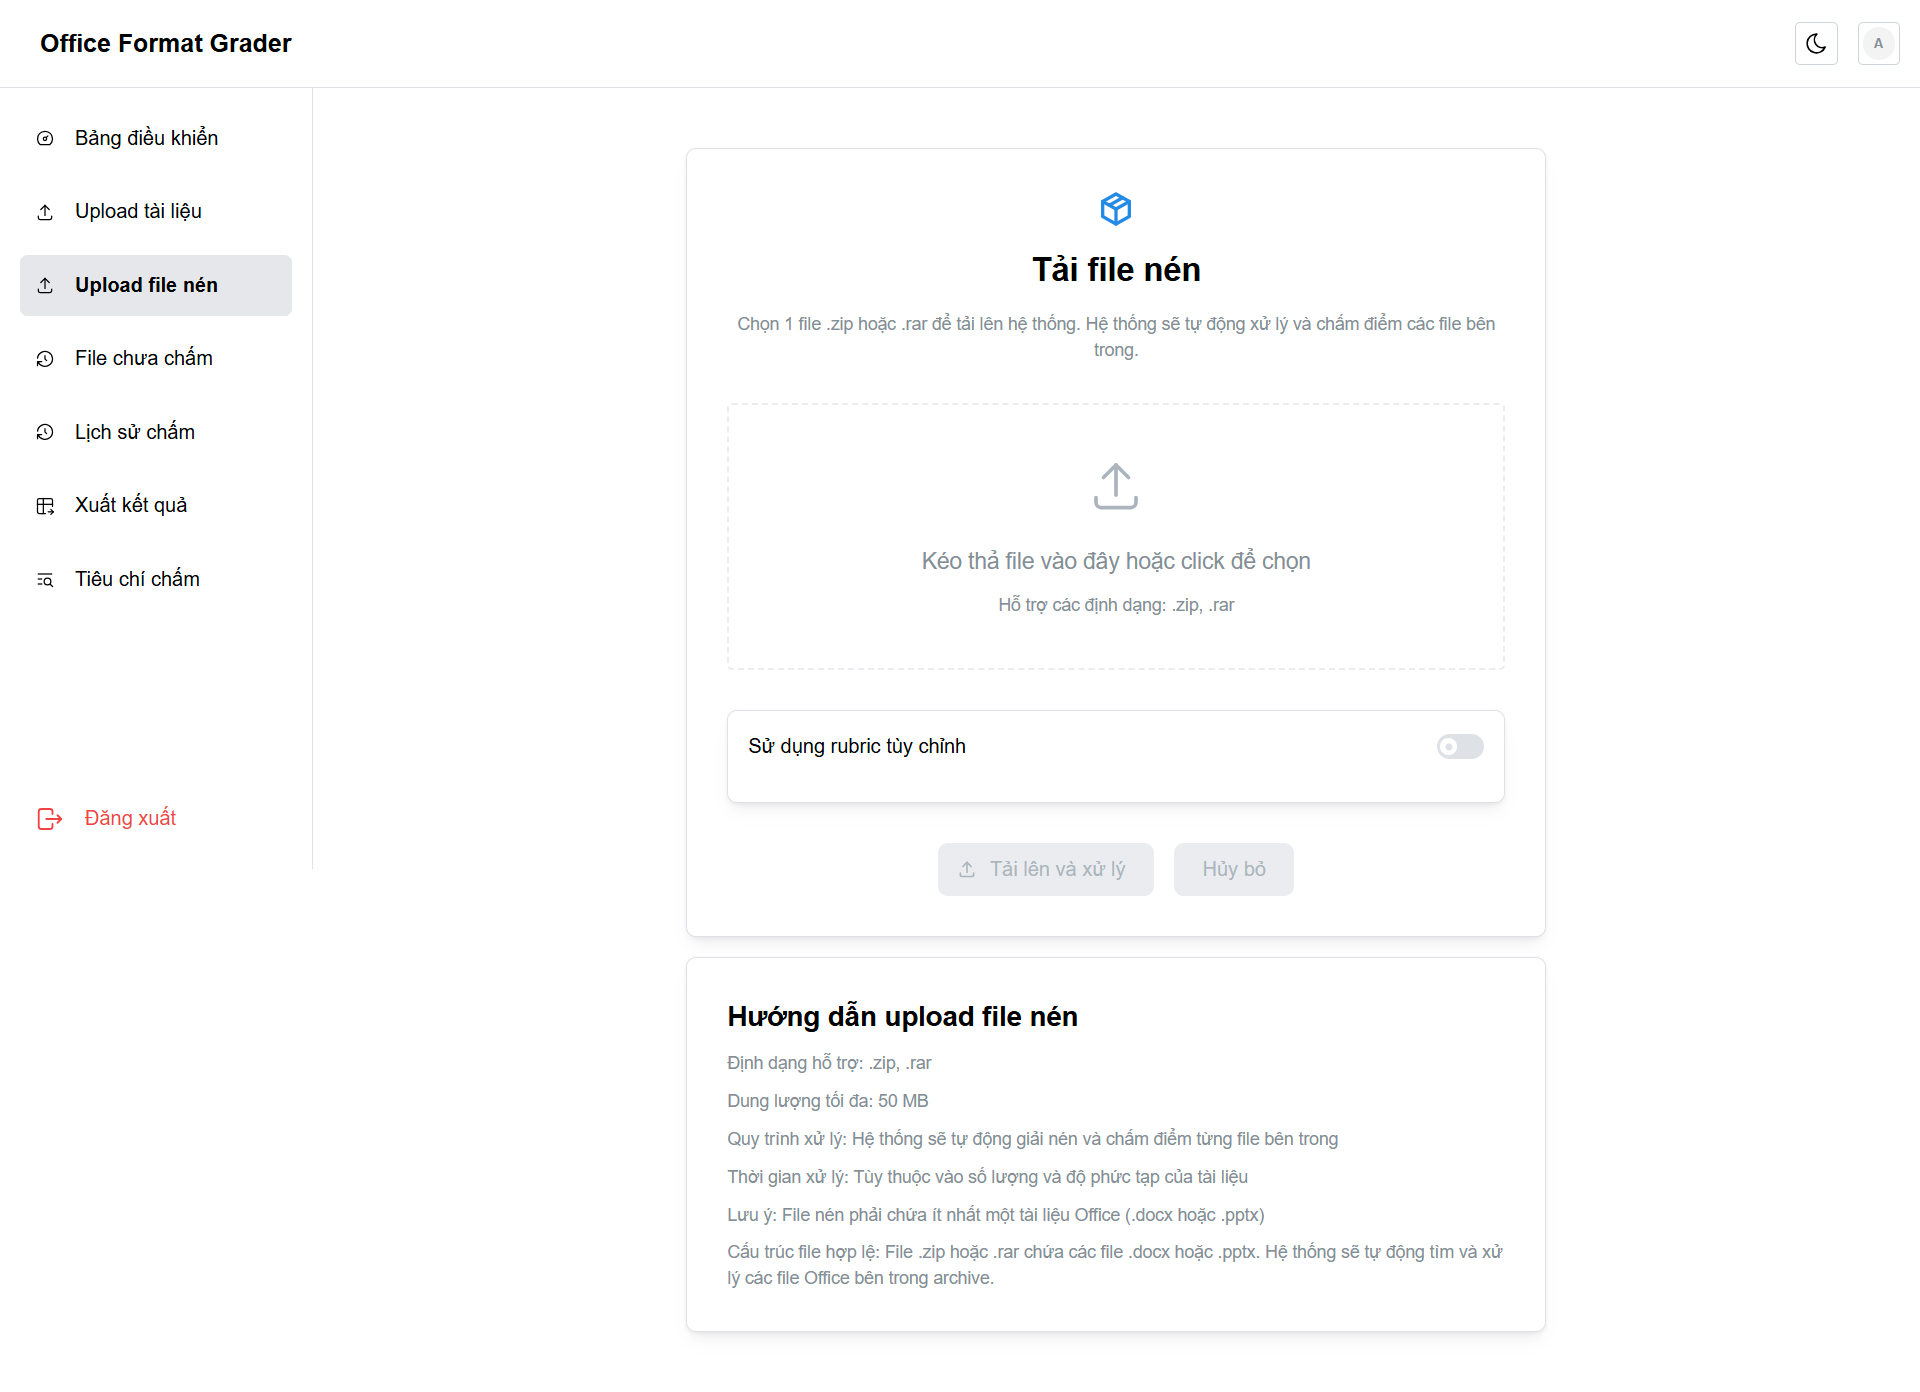 Office Format Grader
A
Bảng điều khiển
Upload tài liệu
Upload file nén
File chưa chấm
Lịch sử chấm
Xuất kết quả
Tiêu chí chấm
Đăng xuất
Tải file nén
Chọn 1 file .zip hoặc .rar để tải lên hệ thống. Hệ thống sẽ tự động xử lý và chấm điểm các file bên
trong.
Kéo thả file vào đây hoặc click để chọn
Hỗ trợ các định dạng: .zip, .rar
Sử dụng rubric tùy chỉnh
Tải lên và xử lý
Hủy bỏ
Hướng dẫn upload file nén
Định dạng hỗ trợ: .zip, .rar
Dung lượng tối đa: 50 MB
Quy trình xử lý: Hệ thống sẽ tự động giải nén và chấm điểm từng file bên trong
Thời gian xử lý: Tùy thuộc vào số lượng và độ phức tạp của tài liệu
Lưu ý: File nén phải chứa ít nhất một tài liệu Office (.docx hoặc .pptx)
Cấu trúc file hợp lệ: File .zip hoặc .rar chứa các file .docx hoặc .pptx. Hệ thống sẽ tự động tìm và xử
lý các file Office bên trong archive.